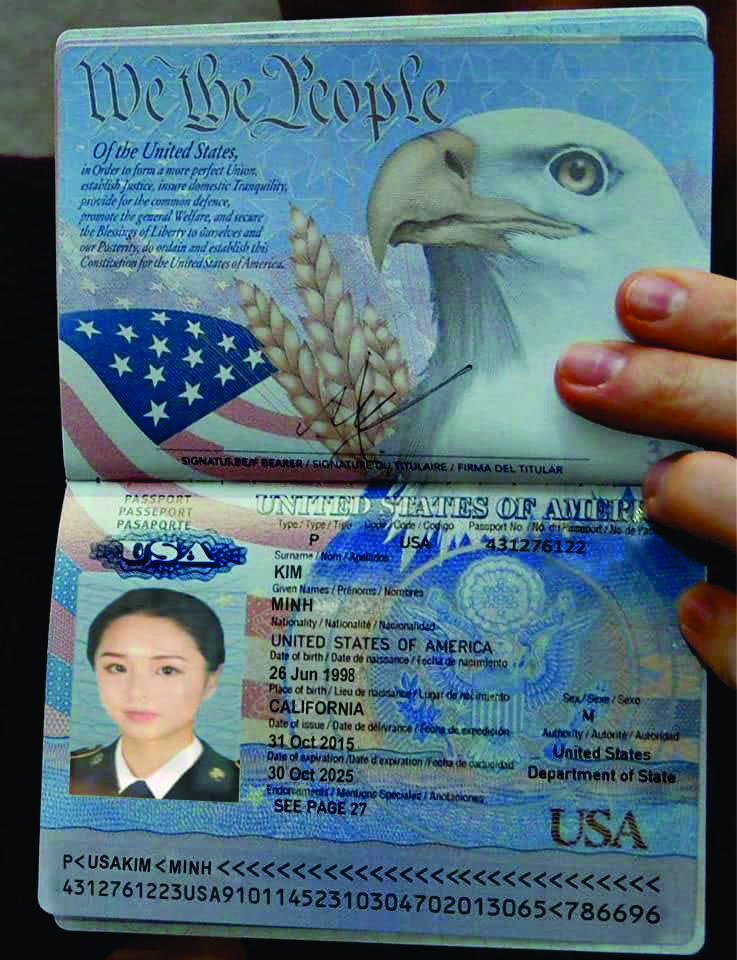 We the People
Of the United States,
in Order to form a more perfect Union,
establish Justice, insure domestic Tranquility,
provide for the common defence,
promote the general Welfare, and secure
the Blessings of Liberty to ourselves and
our Posterity, do ordain and establish this
Constitution for the United States of America.
BEARER / SIGNATURE DU TITULAIRE / FIRMA DEL TITULAR
PASSPORT
PASSEPORT
PASAPORTE
USA
UNITED STATES OF
Type / Type / Tipo Code / Code / Codigo Passport No. / No. du Passeport / No. de
P USA 431276122
Surname / Nom / Apellidos
KIM
Given Names / Prénoms / Nombres
MINH
Nationality / Nationalité / Nacionalidad
UNITED STATES OF AMERICA
Date of birth / Date de naissance / Fecha de nacimiento
26 Jun 1998
Place of birth / Lieu de naissance / Lugar de nacimiento Sex / Sexe / Sexo
CALIFORNIA M
Date of issue / Date de délivrance / Fecha de expedición Authority / Autorité / Autoridad
31 Oct 2015 United States
Date of expiration / Date d'expiration / Fecha de caducidad Department of State
30 Oct 2025
Endorsements / Mentions Spéciales / Anotaciones
SEE PAGE 27
USA
P<USAKIM<MINH<<<<<<<<<<<<<<<<<<<<<<<<<<<<<<<
4312761223USA91011452310304702013065<786696